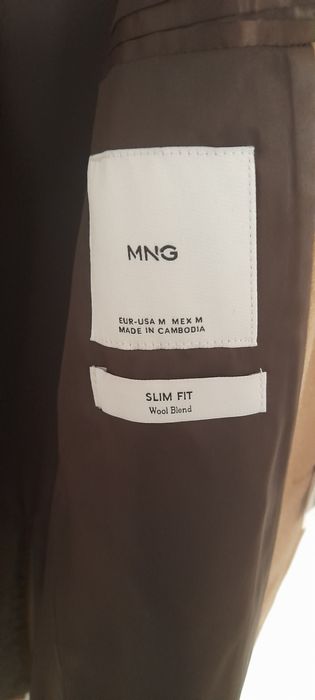 MNG
EUR-USA M MEX M
MADE IN CAMBODIA
SLIM FIT
Wool Blend